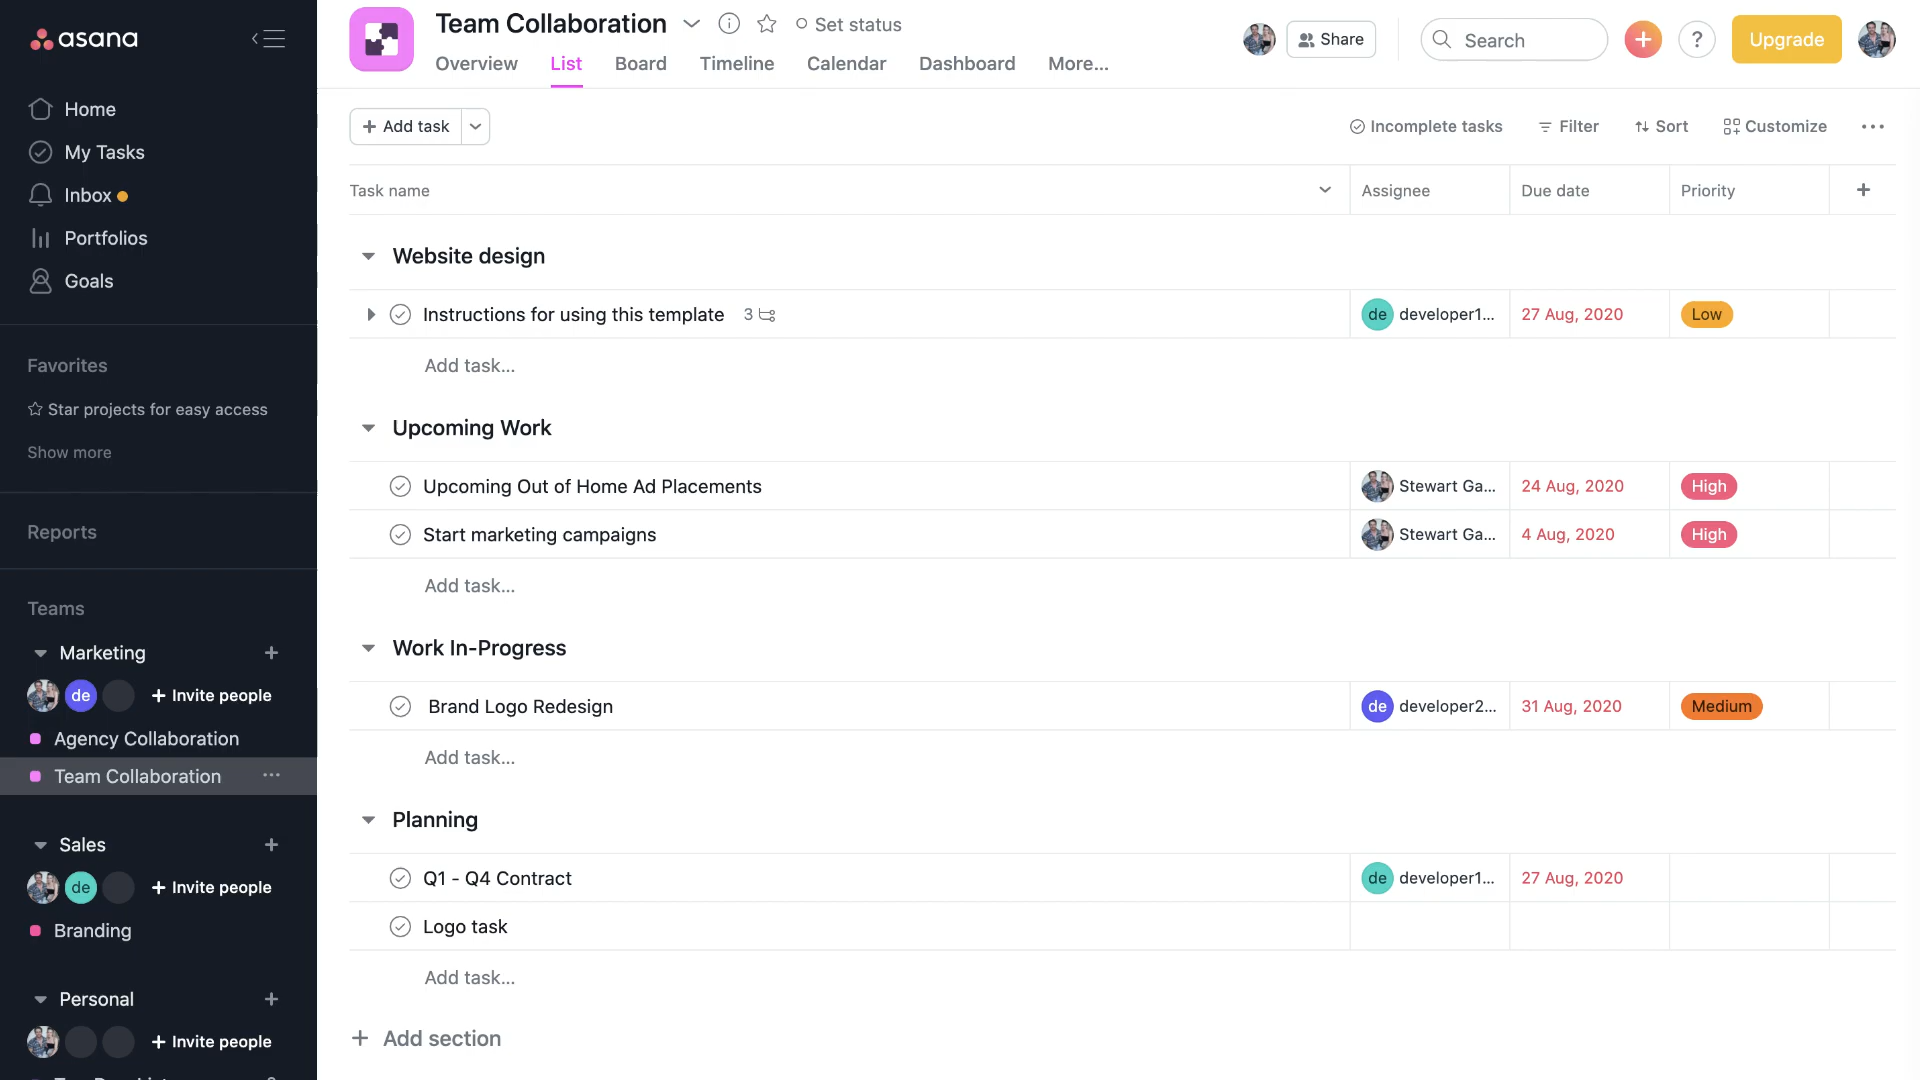 asana
Home
My Tasks
Inbox
Portfolios
Goals
Favorites
Star projects for easy access
Show more
Reports
Teams
Marketing
de
Invite people
Agency Collaboration
Team Collaboration
Sales
de
Invite people
Branding
Personal
Invite people
Team Collaboration
Set status
Share
Search
?
Upgrade
Overview List Board Timeline Calendar Dashboard More...
+ Add task
Incomplete tasks Filter Sort Customize
Task name Assignee Due date Priority +
Website design
Instructions for using this template 3 de developer1... 27 Aug, 2020 Low
Add task...
Upcoming Work
Upcoming Out of Home Ad Placements Stewart Ga... 24 Aug, 2020 High
Start marketing campaigns Stewart Ga... 4 Aug, 2020 High
Add task...
Work In-Progress
Brand Logo Redesign de developer2... 31 Aug, 2020 Medium
Add task...
Planning
Q1 - Q4 Contract de developer1... 27 Aug, 2020
Logo task
Add task...
+ Add section